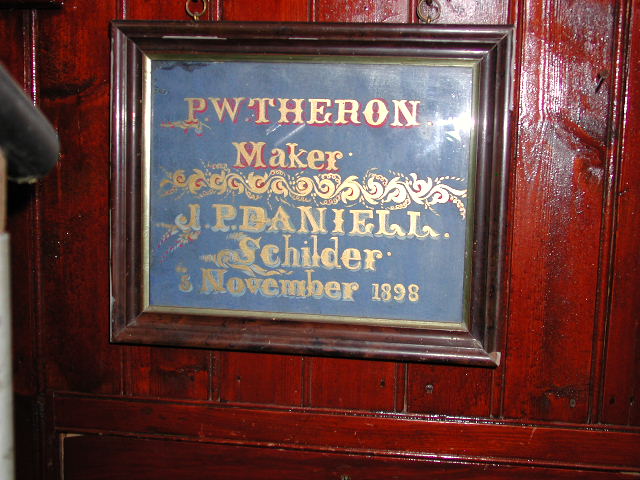 P.W.THERON.
Maker.
J.P.DANIELL.
Schilder.
3 November 1898